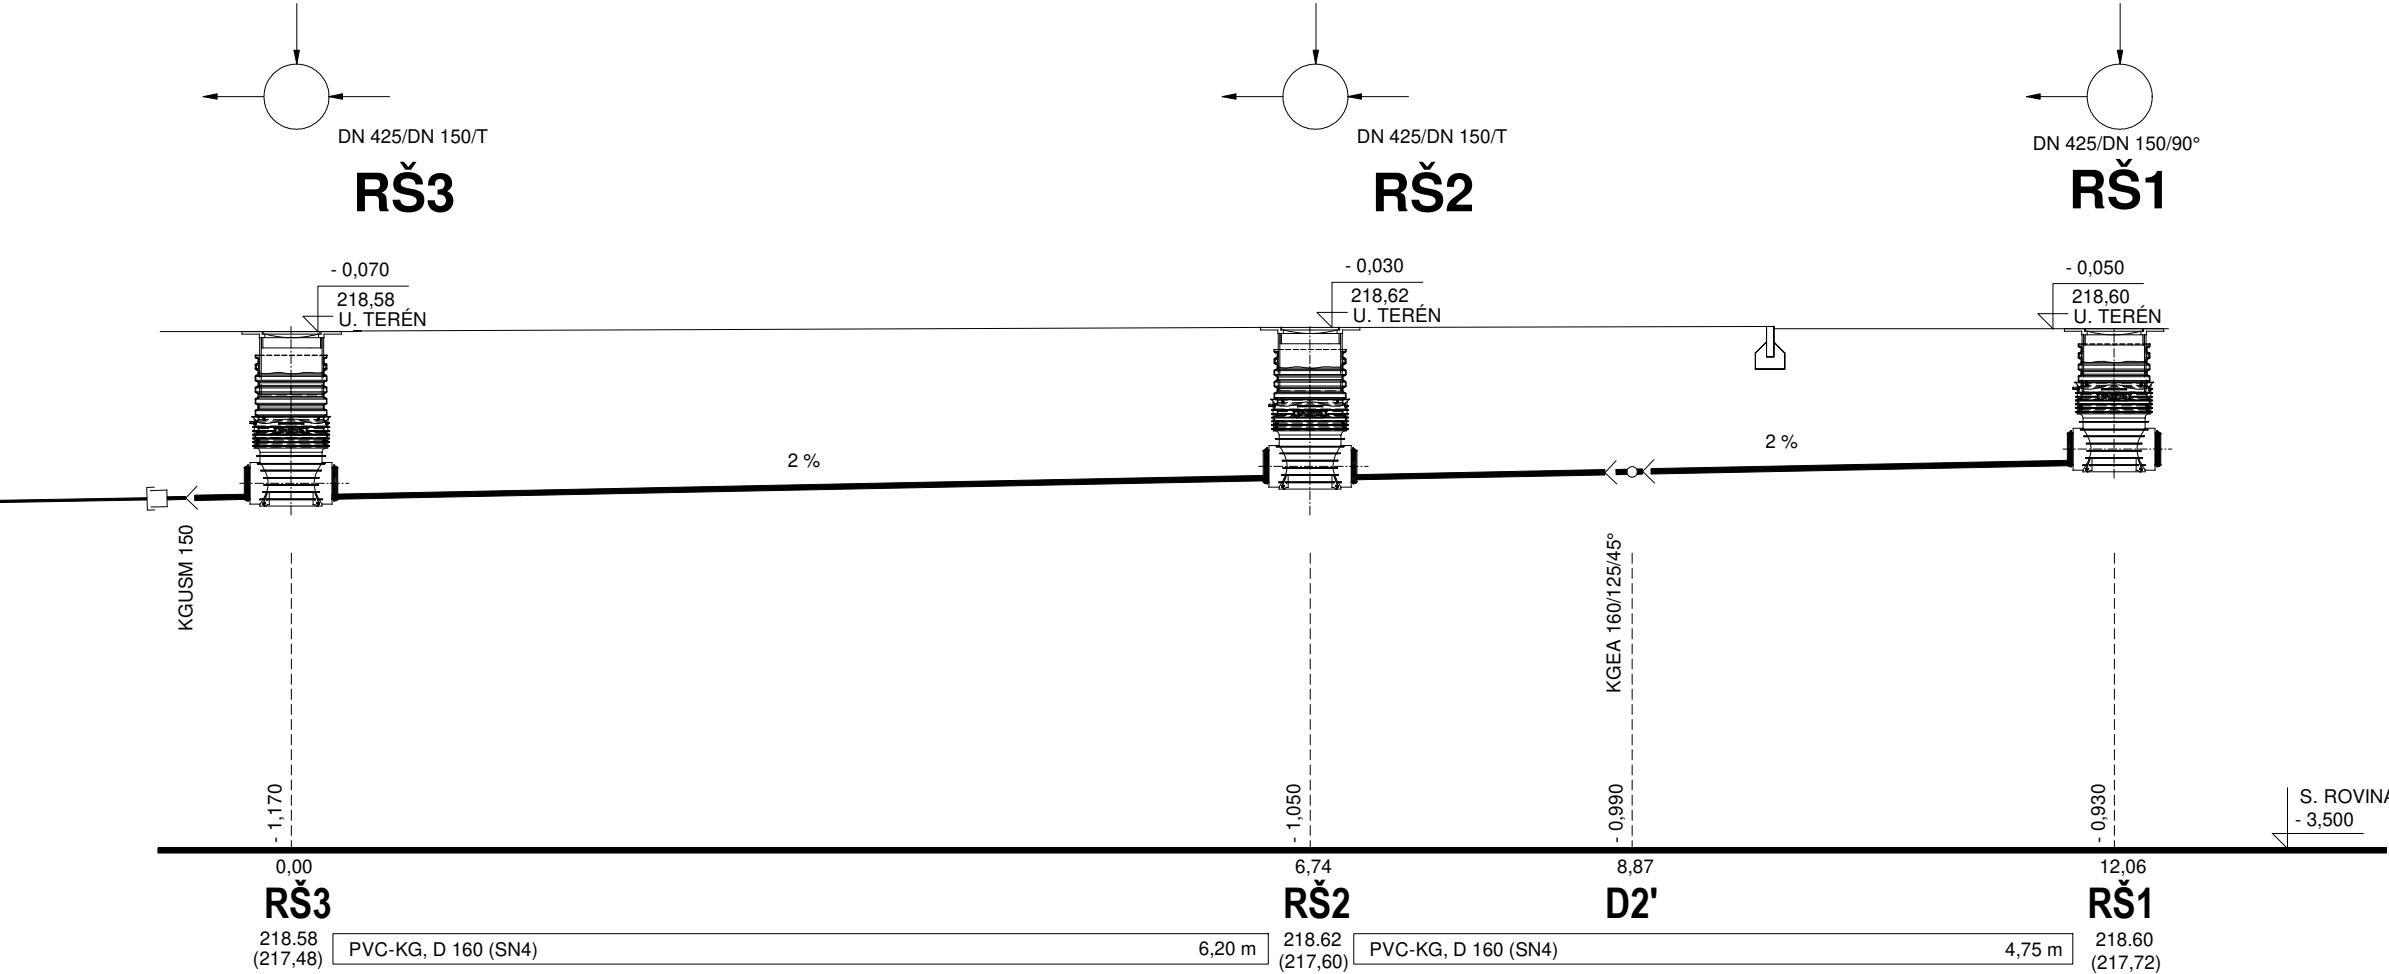 DN 425/DN 150/T
DN 425/DN 150/T
DN 425/DN 150/90°
RŠ3
RŠ2
RŠ1
- 0,070
218,58
U. TERÉN
- 0,030
218,62
U. TERÉN
- 0,050
218,60
U. TERÉN
2 %
2 %
KGUSM 150
KGEA 160/125/45°
- 1,170
- 1,050
- 0,990
- 0,930
S. ROVINA
- 3,500
0,00
6,74
8,87
12,06
RŠ3
RŠ2
D2'
RŠ1
218.58
(217,48)
PVC-KG, D 160 (SN4)
6,20 m
218.62
(217,60)
PVC-KG, D 160 (SN4)
4,75 m
218.60
(217,72)